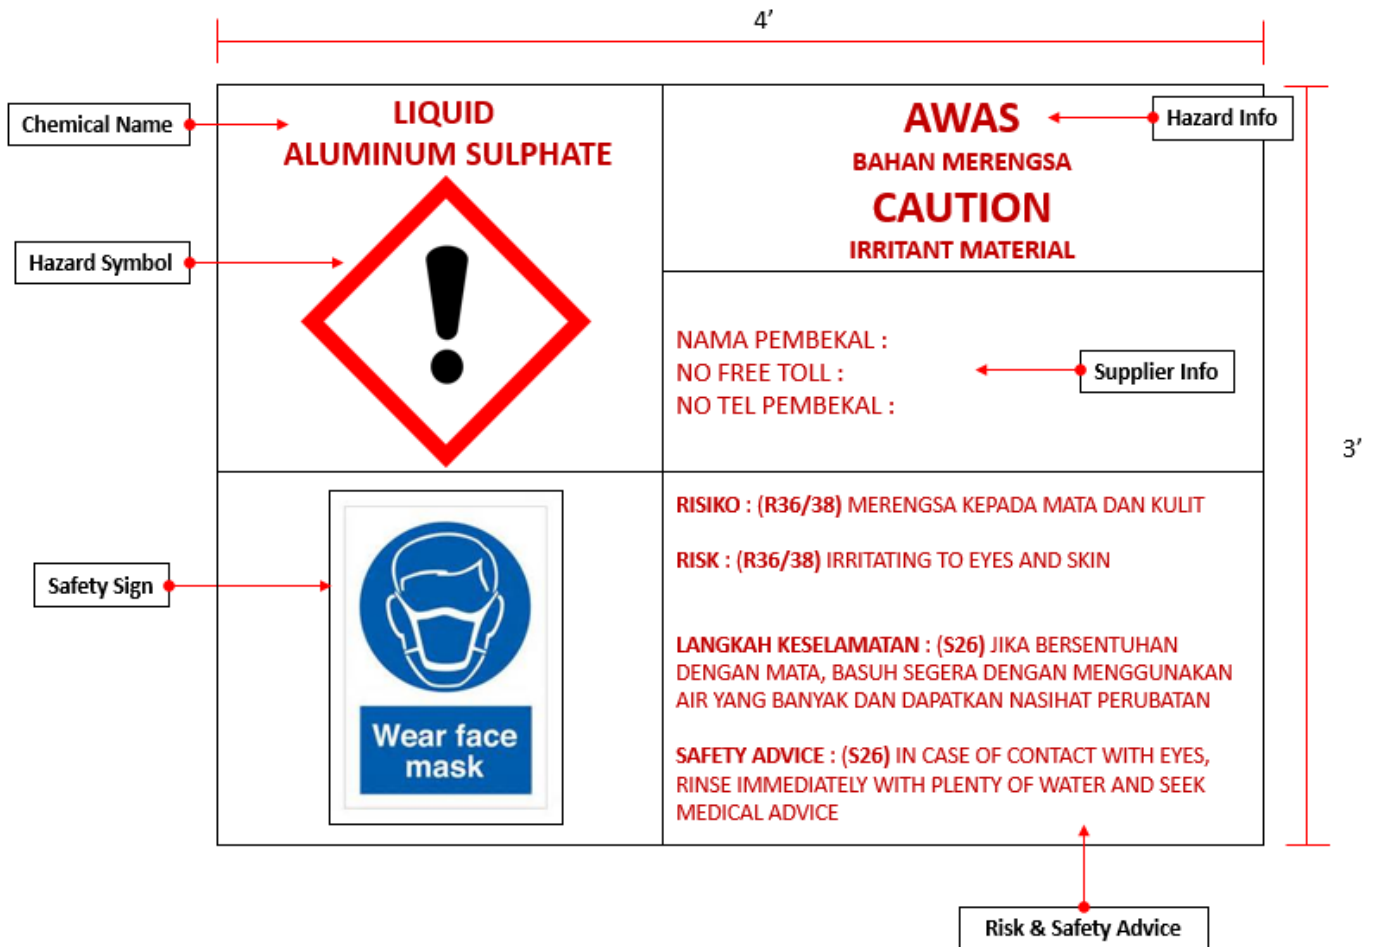 4’
Chemical Name
LIQUID
ALUMINUM SULPHATE
Hazard Symbol
AWAS
BAHAN MERENGSA
CAUTION
IRRITANT MATERIAL
Hazard Info
NAMA PEMBEKAL :
NO FREE TOLL :
NO TEL PEMBEKAL :
Supplier Info
3’
Safety Sign
Wear face
mask
RISIKO : (R36/38) MERENGSA KEPADA MATA DAN KULIT
RISK : (R36/38) IRRITATING TO EYES AND SKIN
LANGKAH KESELAMATAN : (S26) JIKA BERSENTUHAN
DENGAN MATA, BASUH SEGERA DENGAN MENGGUNAKAN
AIR YANG BANYAK DAN DAPATKAN NASIHAT PERUBATAN
SAFETY ADVICE : (S26) IN CASE OF CONTACT WITH EYES,
RINSE IMMEDIATELY WITH PLENTY OF WATER AND SEEK
MEDICAL ADVICE
Risk & Safety Advice